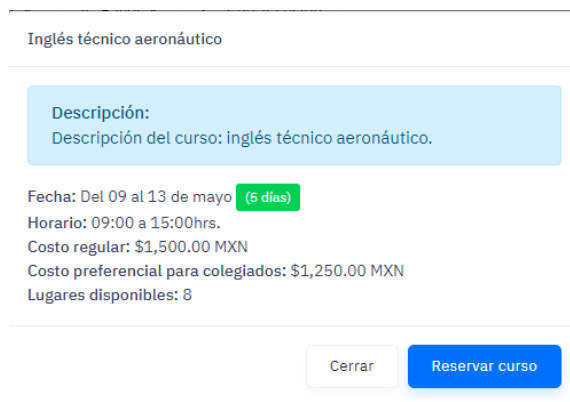 Inglés técnico aeronáutico
Descripción:
Descripción del curso: inglés técnico aeronáutico.
Fecha: Del 09 al 13 de mayo (5 días)
Horario: 09:00 a 15:00hrs.
Costo regular: $1,500.00 MXN
Costo preferencial para colegiados: $1,250.00 MXN
Lugares disponibles: 8
Cerrar Reservar curso